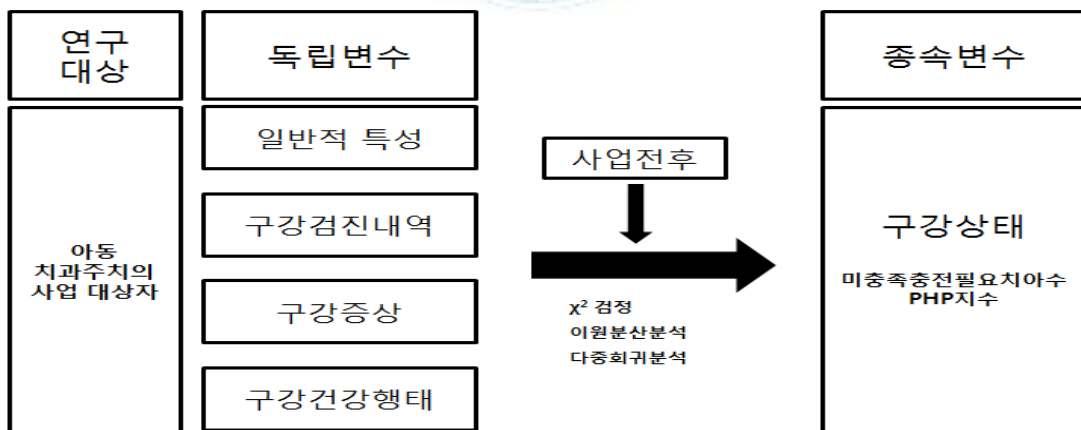 연구
대상
독립변수
종속변수
아동
치과주치의
사업 대상자
일반적 특성
구강검진내역
구강증상
구강건강행태
사업전후
χ² 검정
이원분산분석
다중회귀분석
구강상태
미충족충전필요치아수
PHP지수